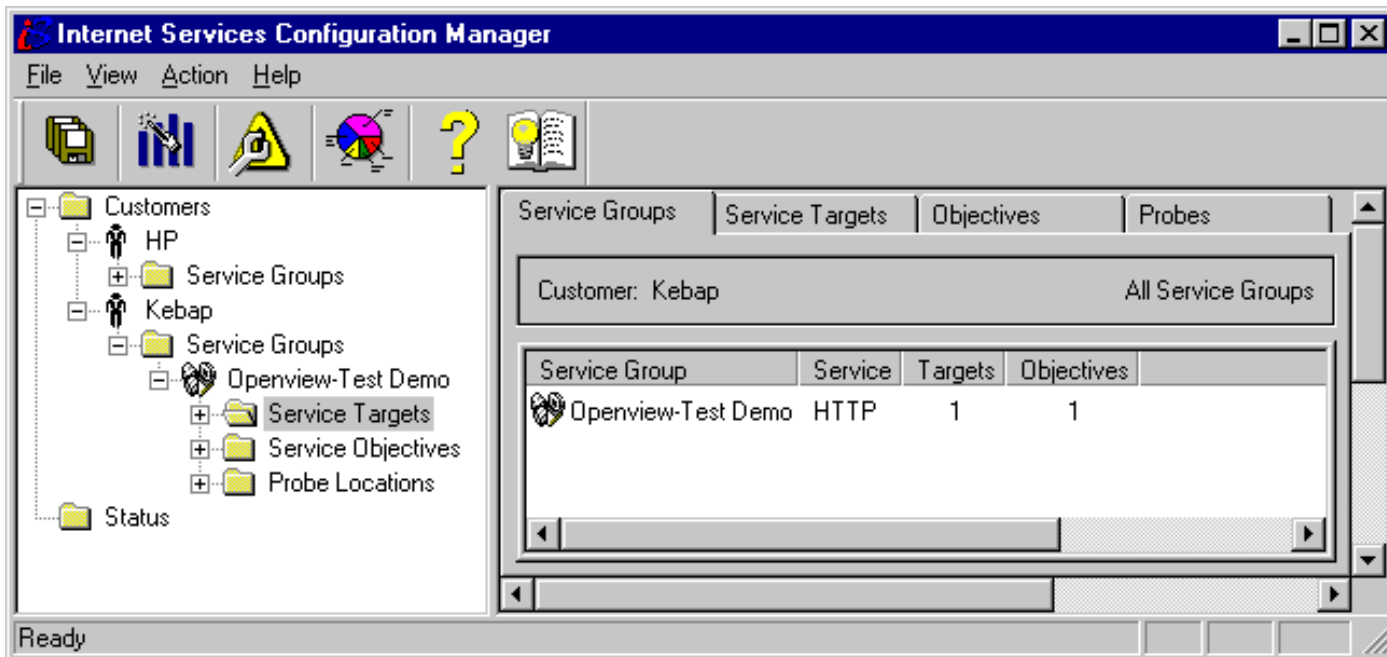 Internet Services Configuration Manager
File View Action Help
Customers
HP
Service Groups
Kebap
Service Groups
Openview-Test Demo
Service Targets
Service Objectives
Probe Locations
Status
Service Groups Service Targets Objectives Probes
Customer: Kebap All Service Groups
Service Group Service Targets Objectives
Openview-Test Demo HTTP 1 1
Ready